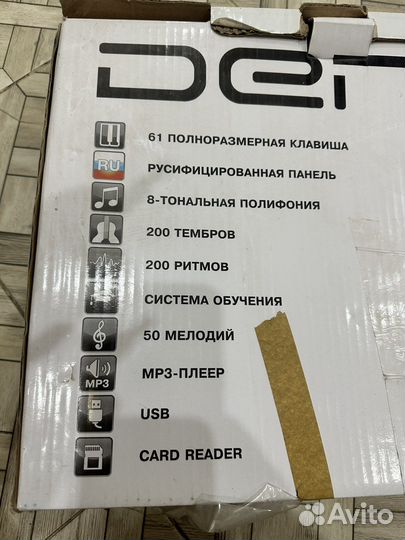 61 ПОЛНОРАЗМЕРНАЯ КЛАВИША
RU
РУСИФИЦИРОВАННАЯ ПАНЕЛЬ
8-ТОНАЛЬНАЯ ПОЛИФОНИЯ
200 ТЕМБРОВ
200 РИТМОВ
СИСТЕМА ОБУЧЕНИЯ
50 МЕЛОДИЙ
MP3
MP3-ПЛЕЕР
USB
CARD READER
Avito